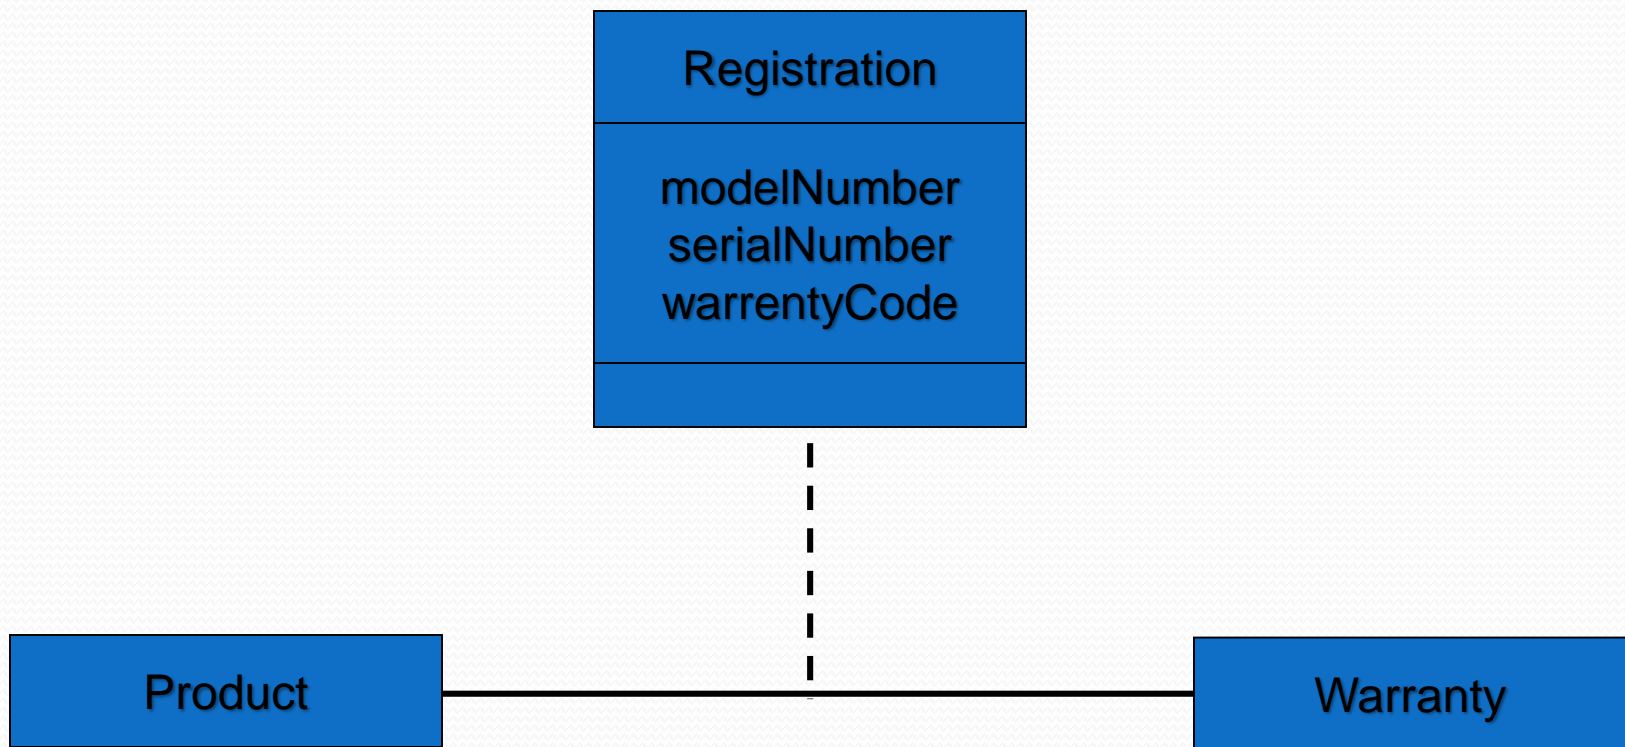 Registration
modelNumber
serialNumber
warrentyCode
Product
Warranty